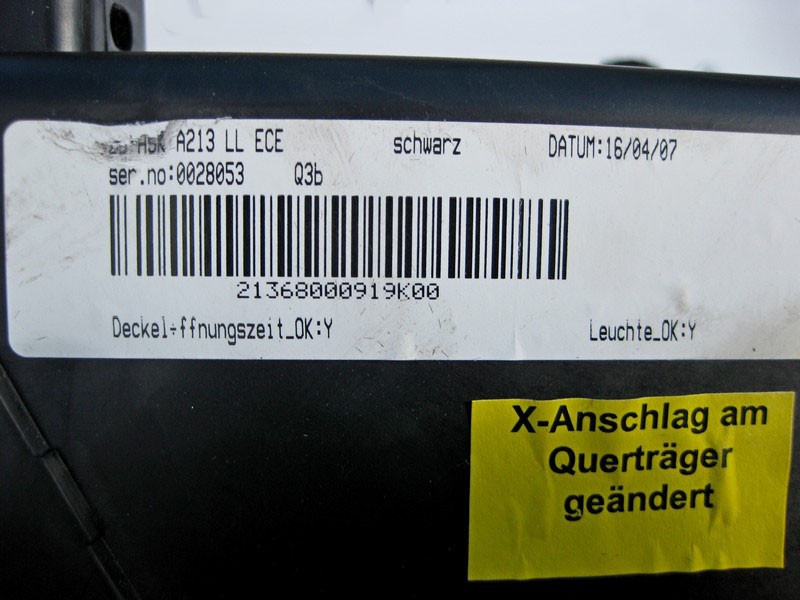 A213 LL ECE schwarz DATUM:16/04/07
ser.no:0028053 Q3b
21368000919K00
Deckel÷ffnungszeit_OK:Y Leuchte_OK:Y
X-Anschlag am
Querträger
geändert